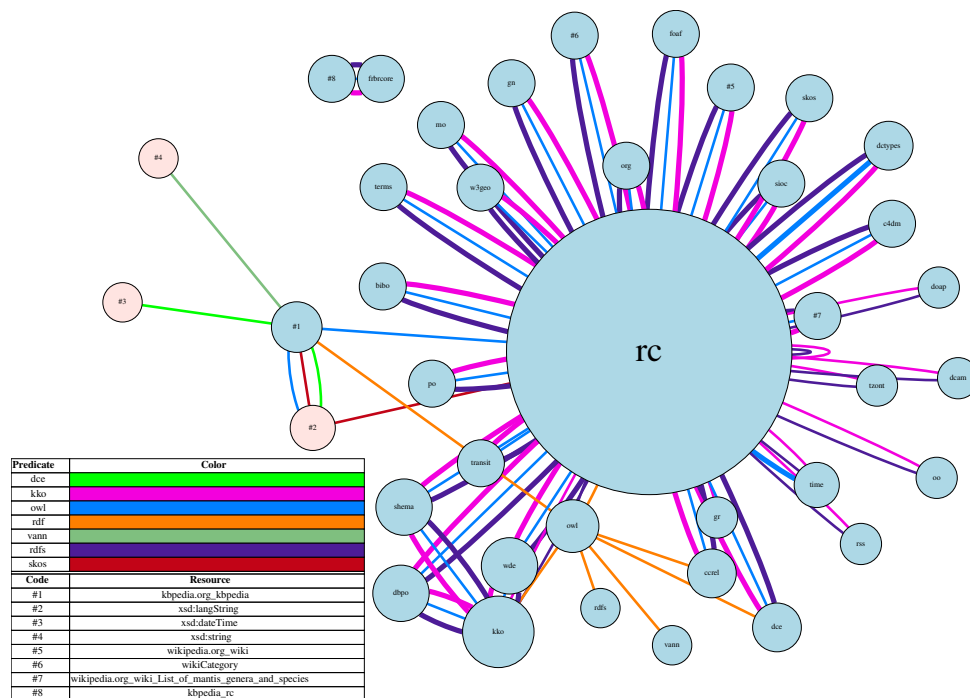 #6
foaf
#8
frbrcore
gn
#5
skos
mo
dctypes
#4
org
terms
w3geo
sioc
c4dm
bibo
doap
#3
#1
#7
rc
po
tzont
dcam
#2
transit
oo
time
shema
owl
gr
rss
wde
ccrel
dbpo
rdfs
kko
vann
dce
Predicate Color
dce
kko
owl
rdf
vann
rdfs
skos
Code Resource
#1 kbpedia.org_kbpedia
#2 xsd:langString
#3 xsd:dateTime
#4 xsd:string
#5 wikipedia.org_wiki
#6 wikiCategory
#7 wikipedia.org_wiki_List_of_mantis_genera_and_species
#8 kbpedia_rc